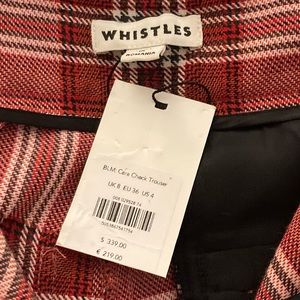 WHISTLES
ROMANIA
BLM: Cara Check Trouser
UK 8 EU 36 US 4
$ 339.00
€ 219.00